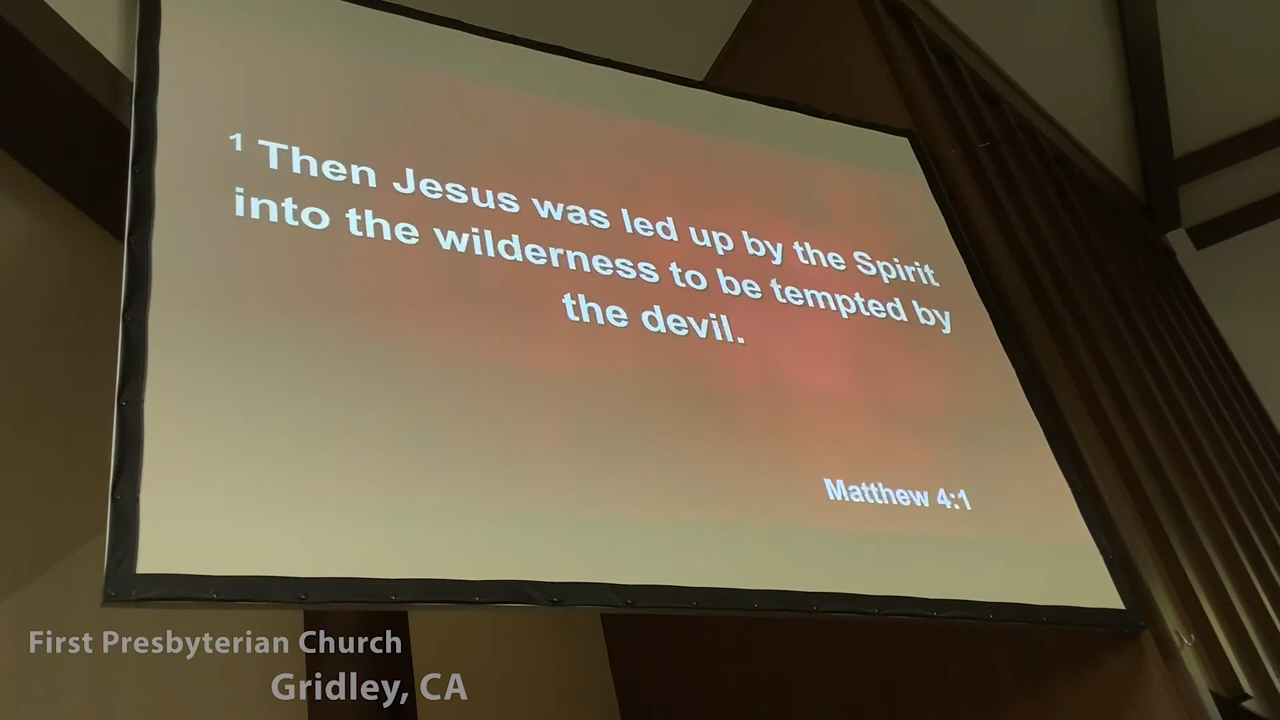 1 Then Jesus was led up by the Spirit
into the wilderness to be tempted by
the devil.
Matthew 4:1
First Presbyterian Church
Gridley, CA